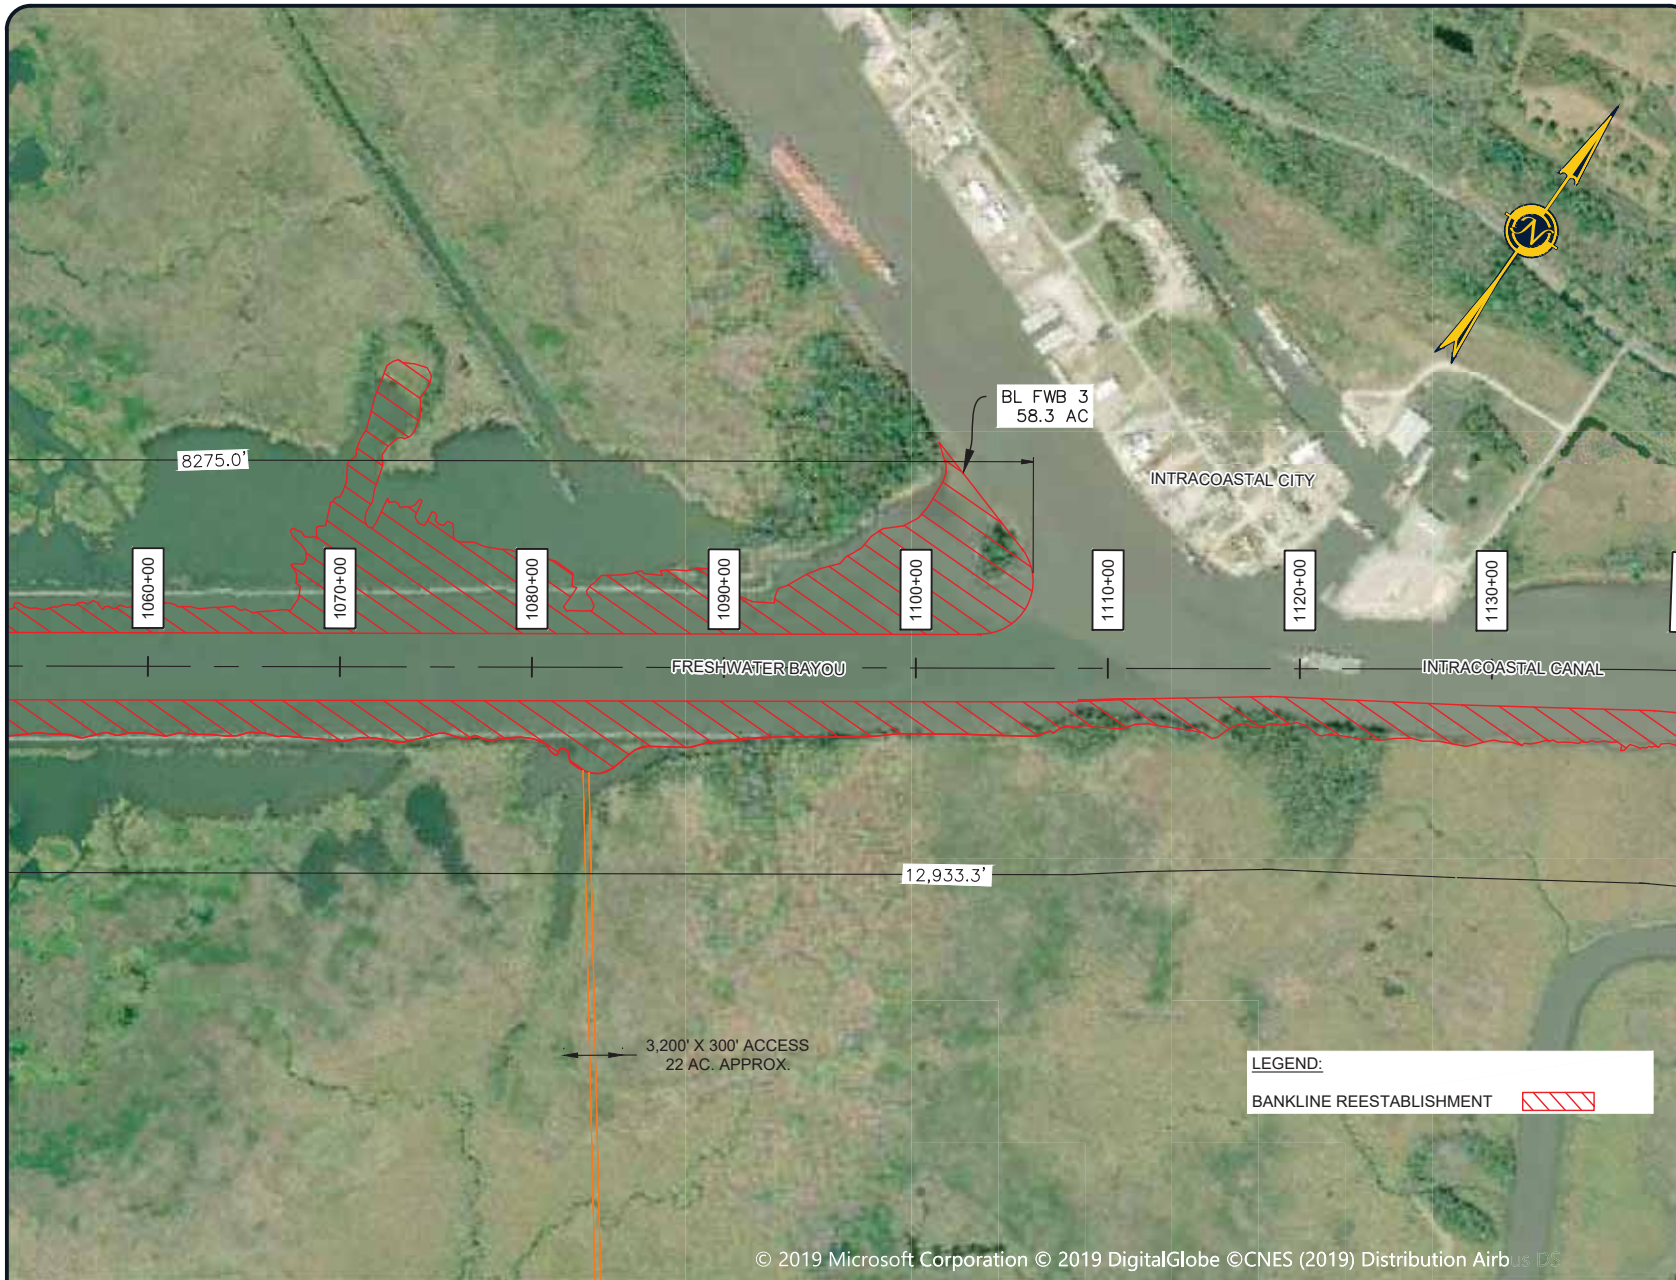 N
BL FWB 3
58.3 AC
8275.0'
INTRACOASTAL CITY
1060+00
1070+00
1080+00
1090+00
1100+00
1110+00
1120+00
1130+00
FRESHWATER BAYOU
INTRACOASTAL CANAL
12,933.3'
3,200' X 300' ACCESS
22 AC. APPROX.
LEGEND:
BANKLINE REESTABLISHMENT
© 2019 Microsoft Corporation © 2019 DigitalGlobe ©CNES (2019) Distribution Airbus DS